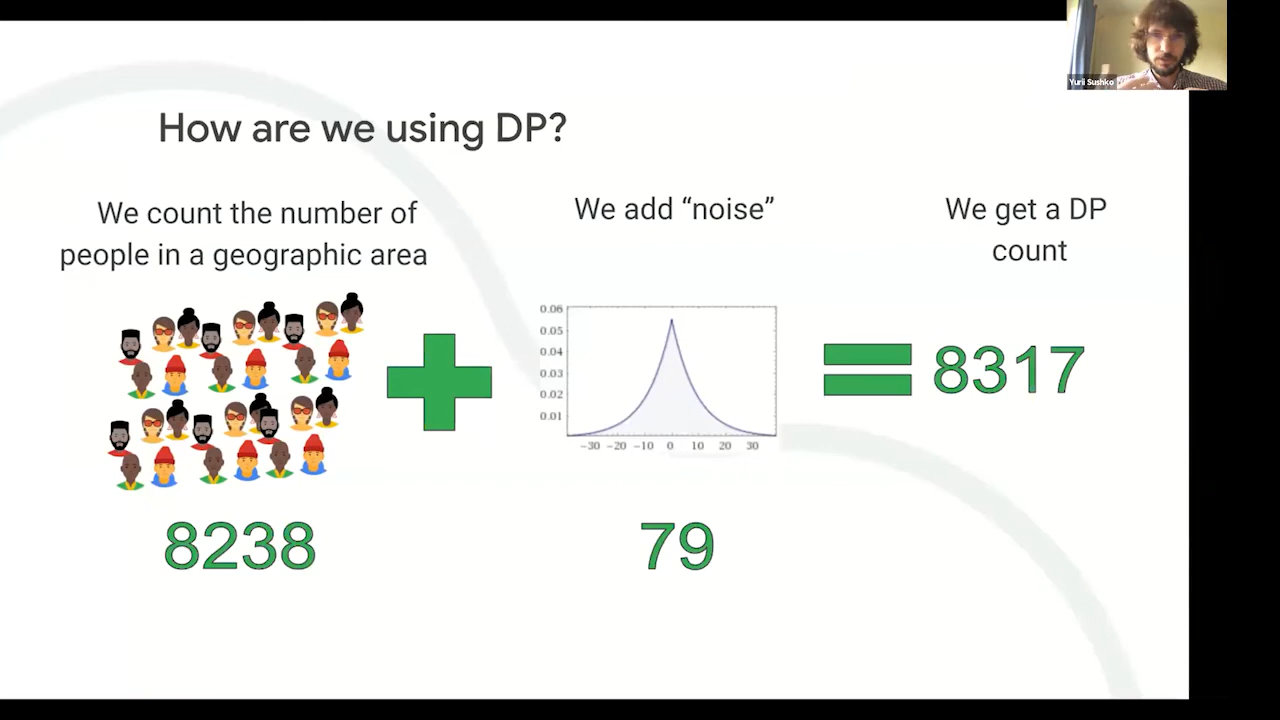 Yurii Sushko
How are we using DP?
We count the number of
people in a geographic area
We add “noise”
We get a DP
count
0.06
0.05
0.04
0.03
0.02
0.01
−30 −20 −10 0 10 20 30
8317
8238
79